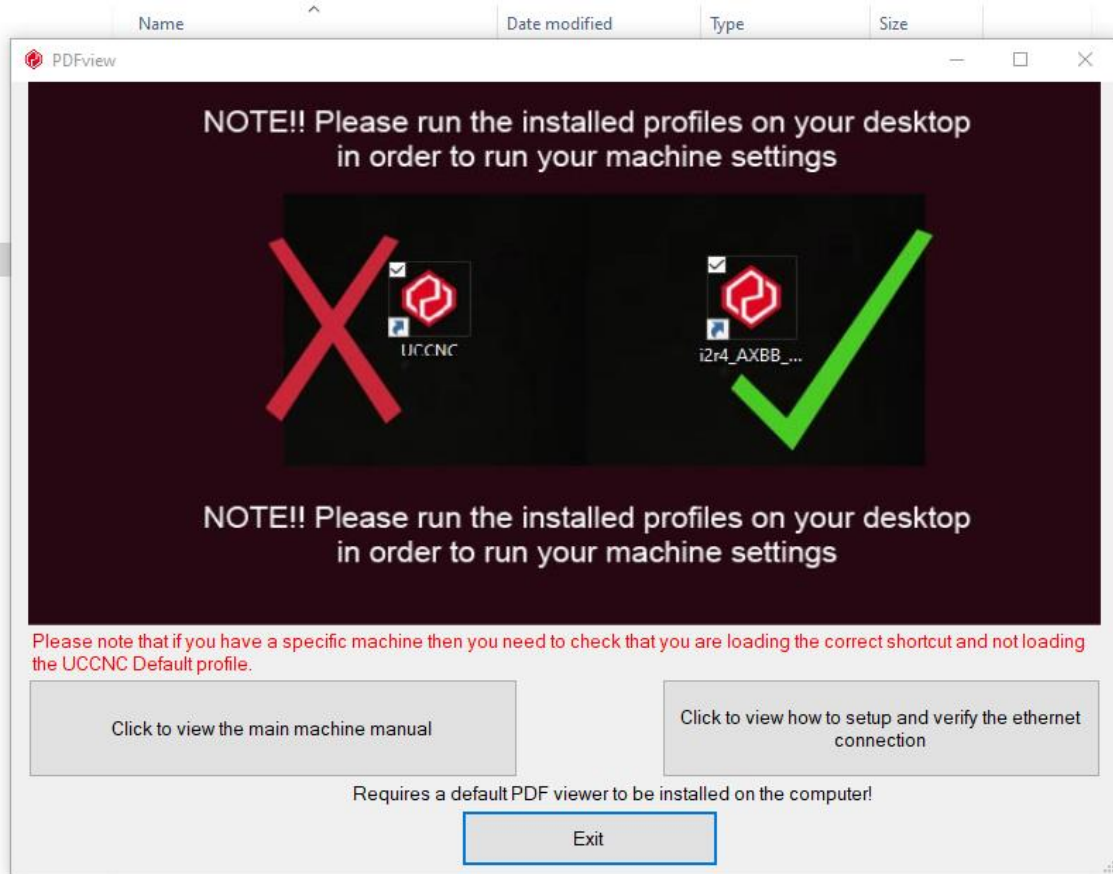 Name Date modified Type Size
PDFview
NOTE!! Please run the installed profiles on your desktop
in order to run your machine settings
UCCNC
i2r4_AXBB_...
NOTE!! Please run the installed profiles on your desktop
in order to run your machine settings
Please note that if you have a specific machine then you need to check that you are loading the correct shortcut and not loading
the UCCNC Default profile.
Click to view the main machine manual
Click to view how to setup and verify the ethernet
connection
Requires a default PDF viewer to be installed on the computer!
Exit